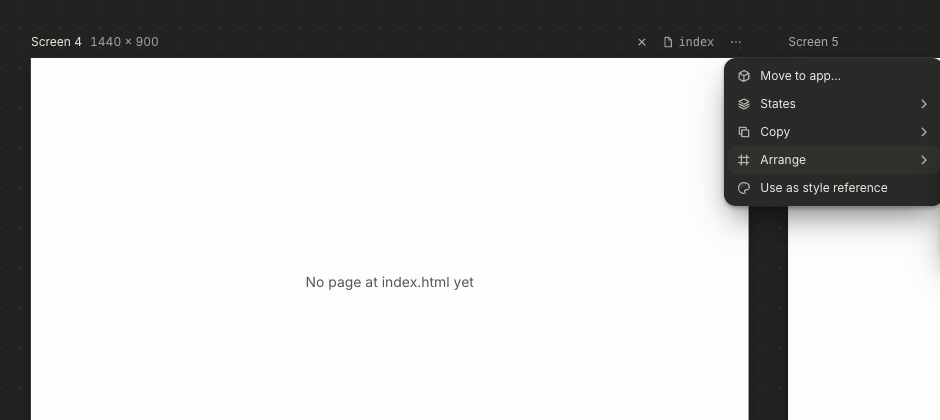 Screen 4 1440 × 900
index
Screen 5
Move to app...
States
Copy
Arrange
Use as style reference
No page at index.html yet